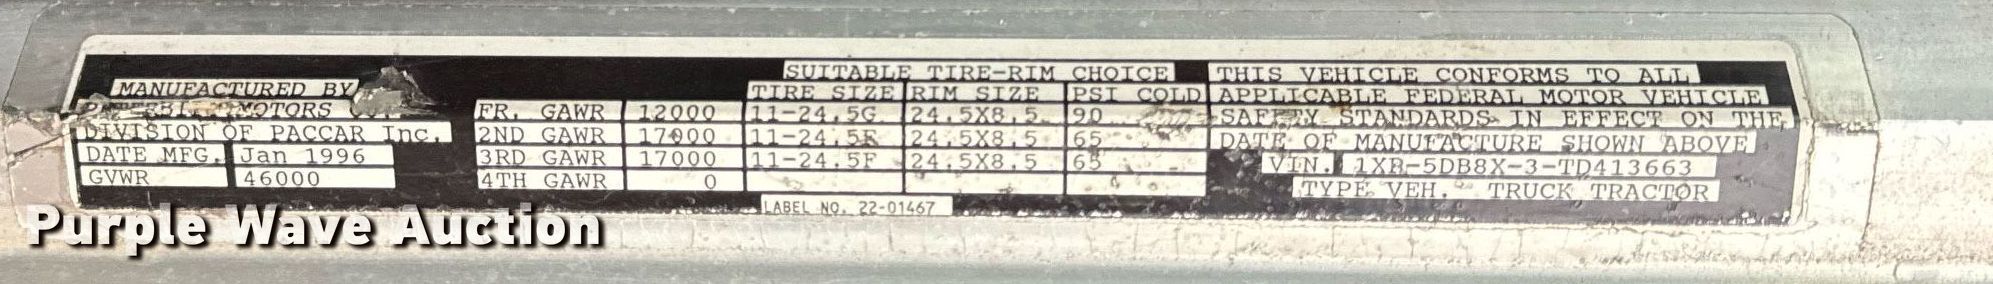 MANUFACTURED BY
MOTORS
DIVISION OF PACCAR Inc.
DATE MFG. Jan 1996
GVWR 46000
SUITABLE TIRE-RIM CHOICE
TIRE SIZE RIM SIZE PSI COLD
FR. GAWR 12000 11-24.5G 24.5X8.5 90
2ND GAWR 17000 11-24.5F 24.5X8.5 65
3RD GAWR 17000 11-24.5F 24.5X8.5 65
4TH GAWR 0
LABEL NO. 22-01467
THIS VEHICLE CONFORMS TO ALL
APPLICABLE FEDERAL MOTOR VEHICLE
SAFETY STANDARDS IN EFFECT ON THE
DATE OF MANUFACTURE SHOWN ABOVE
VIN. 1XP-5DB8X-3-TD413663
TYPE VEH. TRUCK TRACTOR
Purple Wave Auction